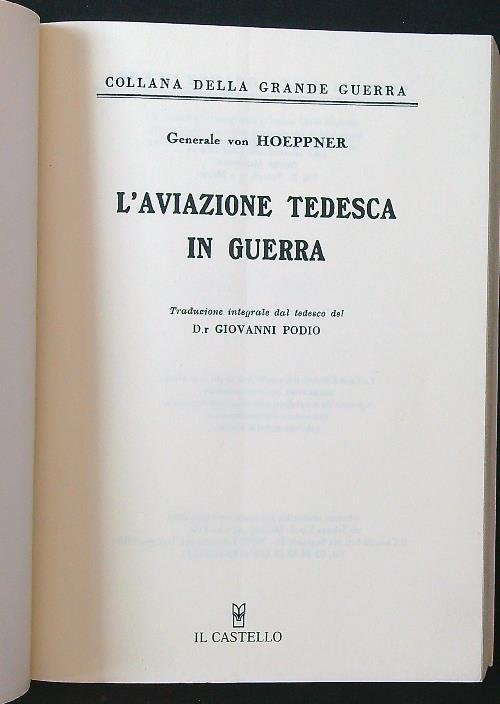 COLLANA DELLA GRANDE GUERRA
Generale von HOEPPNER
L'AVIAZIONE TEDESCA
IN GUERRA
Traduzione integrale dal tedesco del
D.r GIOVANNI PODIO
IL CASTELLO